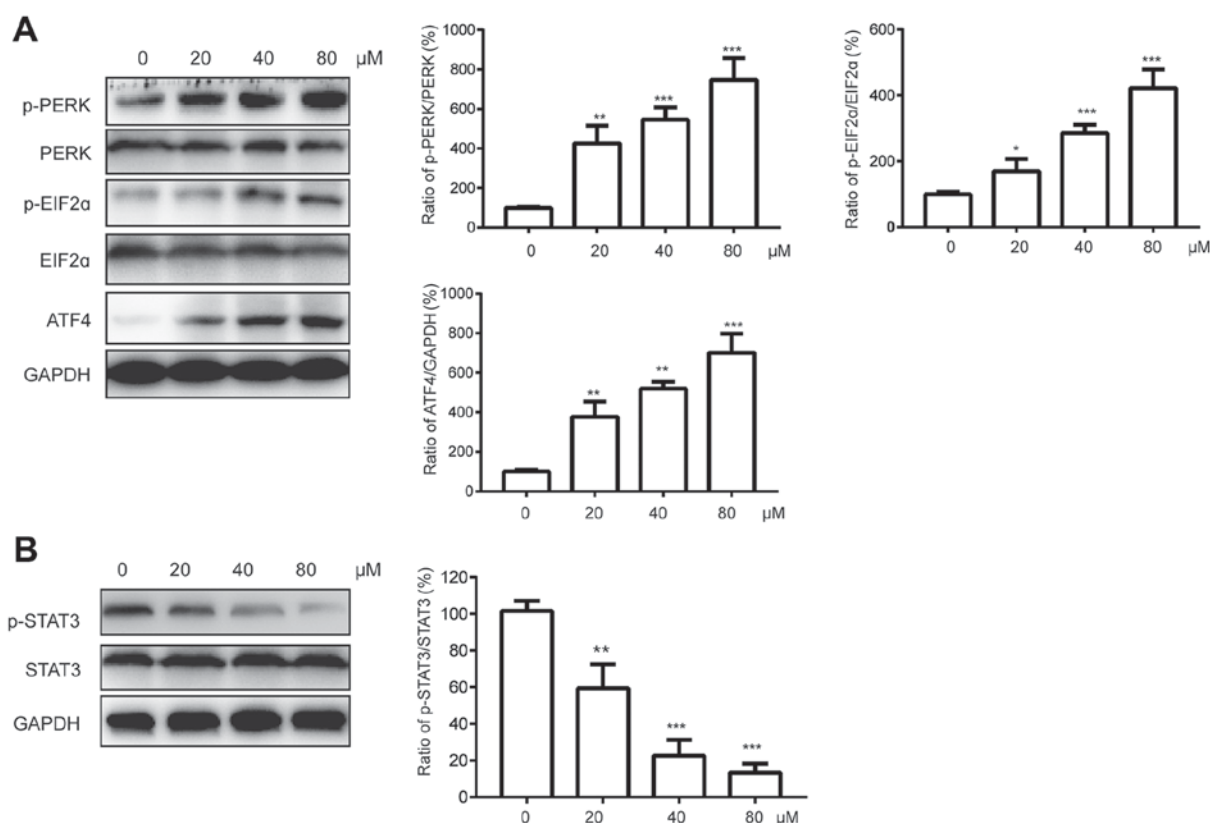 A
0 20 40 80 µM
p-PERK
PERK
p-EIF2α
EIF2α
ATF4
GAPDH
Ratio of p-PERK/PERK (%)
1000
800
600
400
200
0
** *** ***
0 20 40 80 µM
Ratio of p-EIF2α/EIF2α (%)
600
400
200
0
* *** ***
0 20 40 80 µM
Ratio of ATF4/GAPDH (%)
1000
800
600
400
200
0
** ** ***
0 20 40 80 µM
B
0 20 40 80 µM
p-STAT3
STAT3
GAPDH
Ratio of p-STAT3/STAT3 (%)
120
100
80
60
40
20
0
** *** ***
0 20 40 80 µM